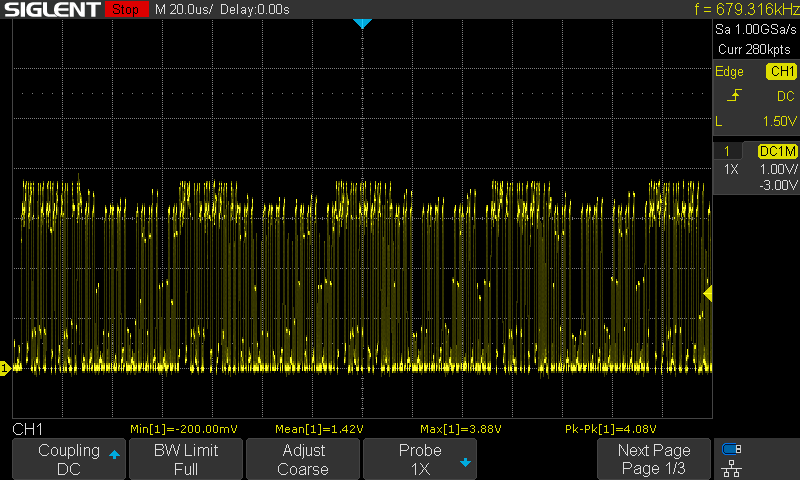 SIGLENT Stop M 20.0us/ Delay:0.00s f = 679.316kHz
Sa 1.00GSa/s
Curr 280kpts
Edge CH1
DC
L 1.50V
1 DC1M
1X 1.00V/
-3.00V
1
CH1 Min[1]=-200.00mV Mean[1]=1.42V Max[1]=3.88V Pk-Pk[1]=4.08V
Coupling BW Limit Adjust Probe Next Page
DC Full Coarse 1X Page 1/3